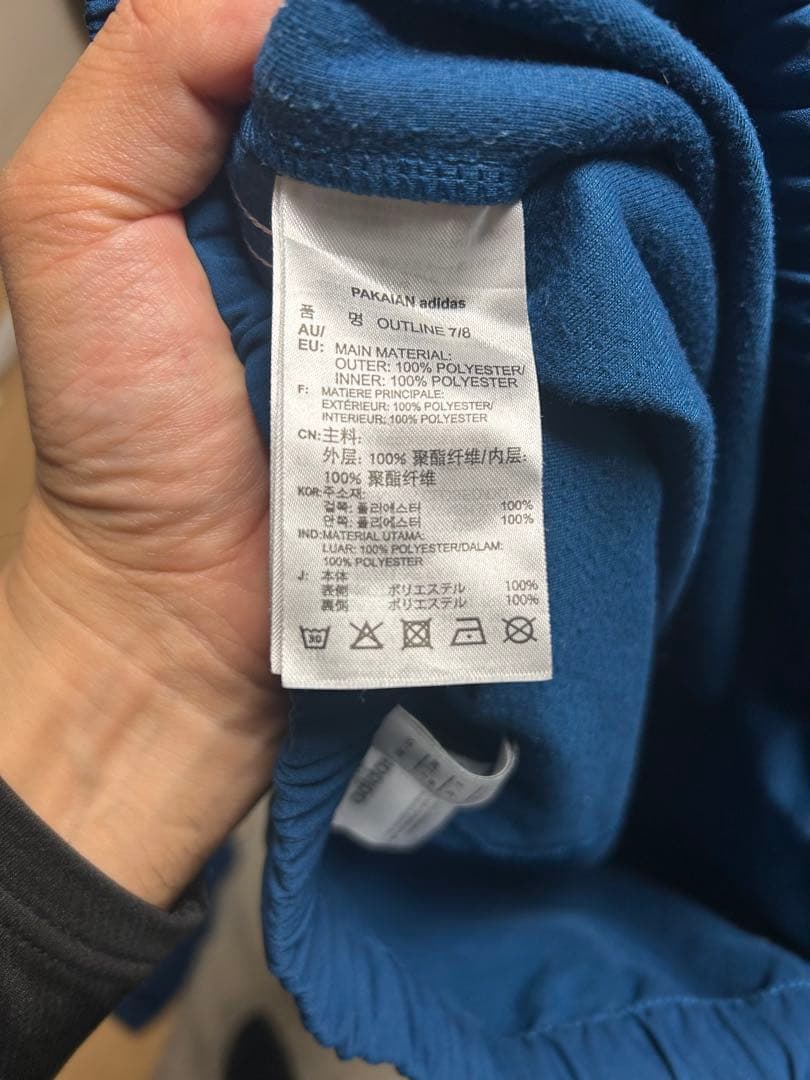 PAKAIAN adidas
품 명 OUTLINE 7/8
AU/
EU: MAIN MATERIAL:
OUTER: 100% POLYESTER/
INNER: 100% POLYESTER
F: MATIERE PRINCIPALE:
EXTÉRIEUR: 100% POLYESTER/
INTERIEUR: 100% POLYESTER
CN:主料:
外层: 100% 聚酯纤维/内层:
100% 聚酯纤维
KOR:주소재:
겉쪽: 폴리에스터 100%
안쪽: 폴리에스터 100%
IND:MATERIAL UTAMA:
LUAR: 100% POLYESTER/DALAM:
100% POLYESTER
J: 本体
表側 ポリエステル 100%
裏側 ポリエステル 100%
30
adidas